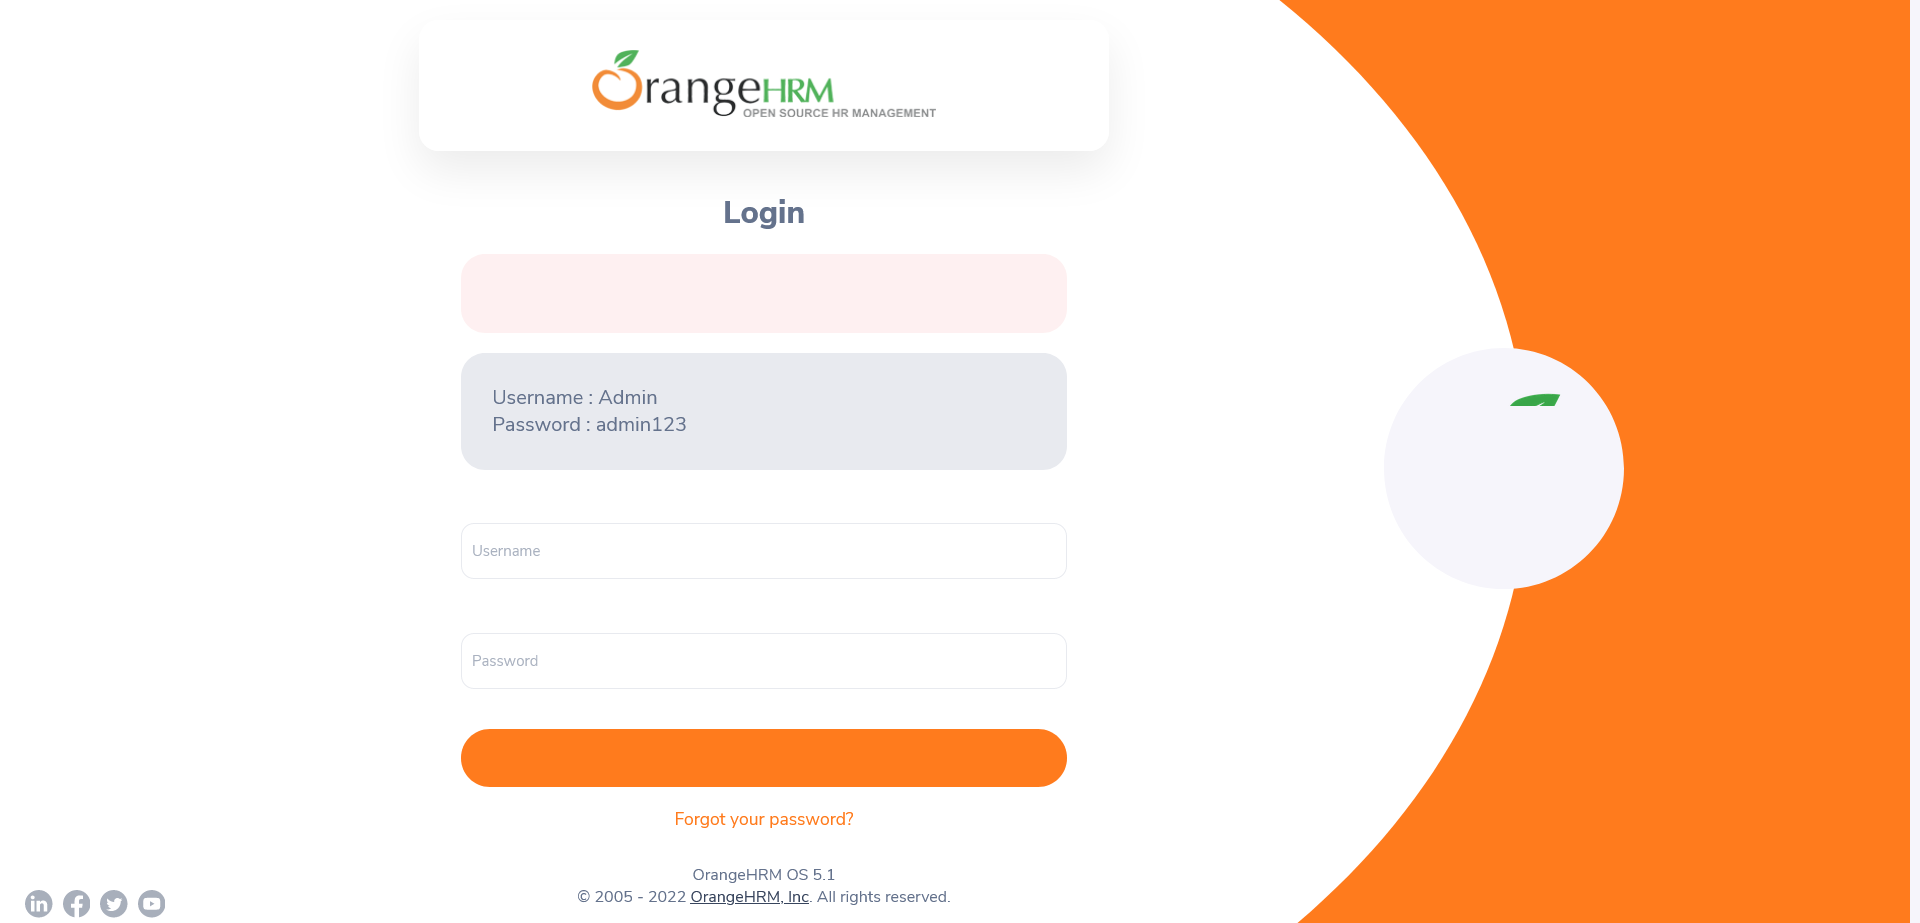 OrangeHRM
OPEN SOURCE HR MANAGEMENT
Login
Username : Admin
Password : admin123
Username
Password
Forgot your password?
OrangeHRM OS 5.1
© 2005 - 2022 OrangeHRM, Inc. All rights reserved.